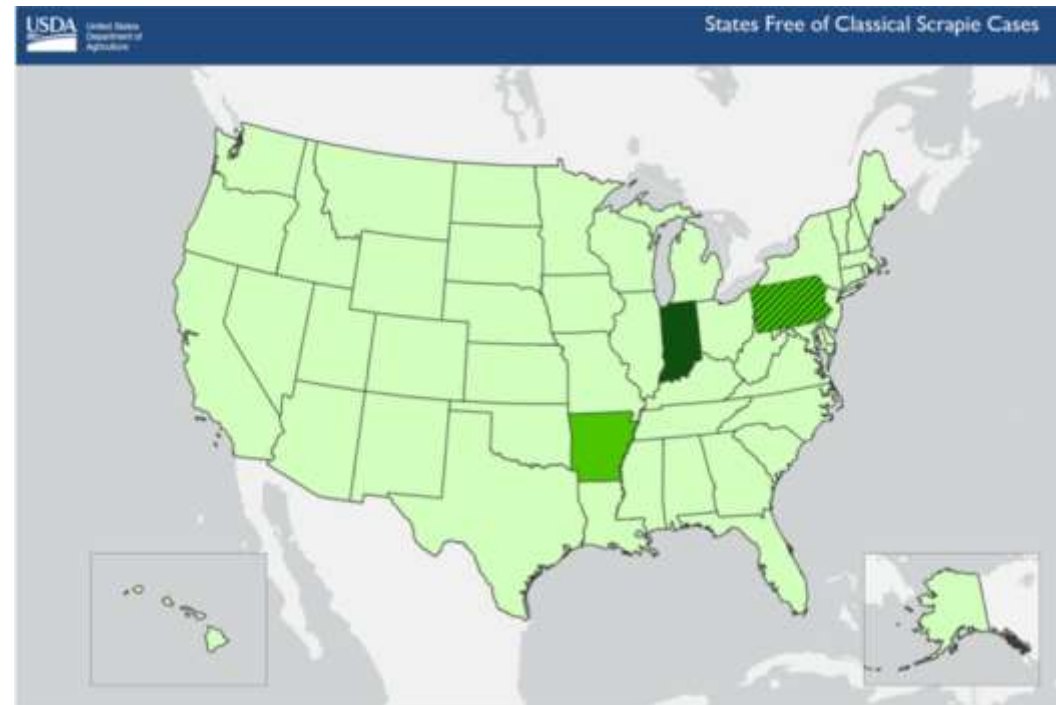 USDA
United States
Department of
Agriculture
States Free of Classical Scrapie Cases